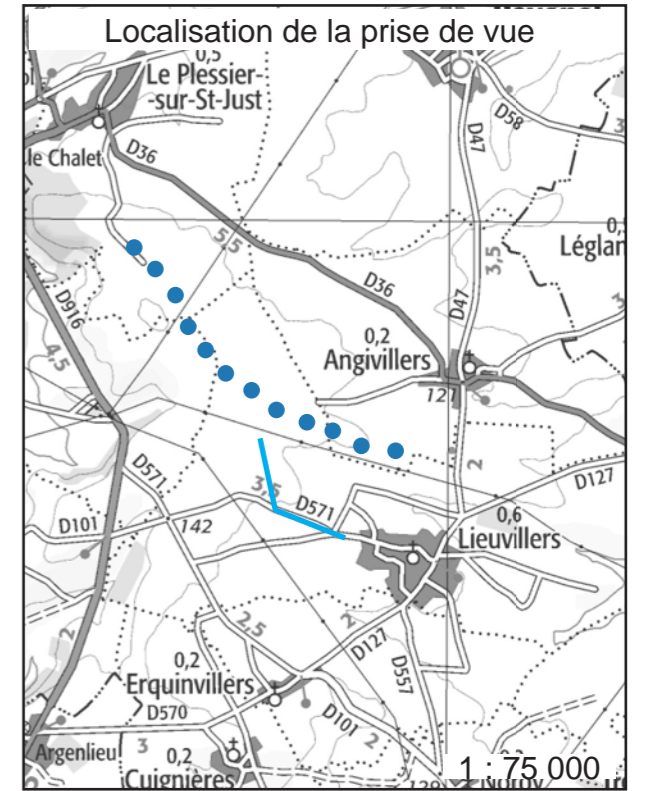 Localisation de la prise de vue
0,5
Le Plessier-
-sur-St-Just
D58
D47
le Chalet
D36
5,5
3,5
D916
4,5
D36
D47
0,2
Angivillers
127
2
3,5
D571
D571
D127
0,6
Lieuvillers
D101
142
2
2,5
2
D127
0,2
Erquinvillers
D557
D570
D101
2
Argenlieu
3
0,2
Cuignières
1 : 75 000